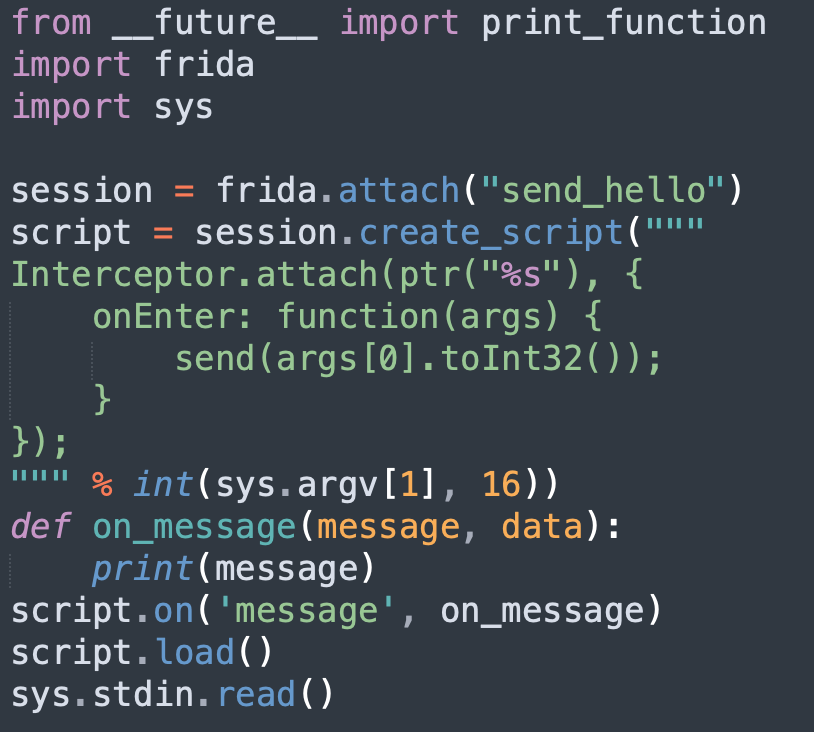 from __future__ import print_function
import frida
import sys

session = frida.attach("send_hello")
script = session.create_script("""
Interceptor.attach(ptr("%s"), {
    onEnter: function(args) {
        send(args[0].toInt32());
    }
});
""" % int(sys.argv[1], 16))
def on_message(message, data):
    print(message)
script.on('message', on_message)
script.load()
sys.stdin.read()